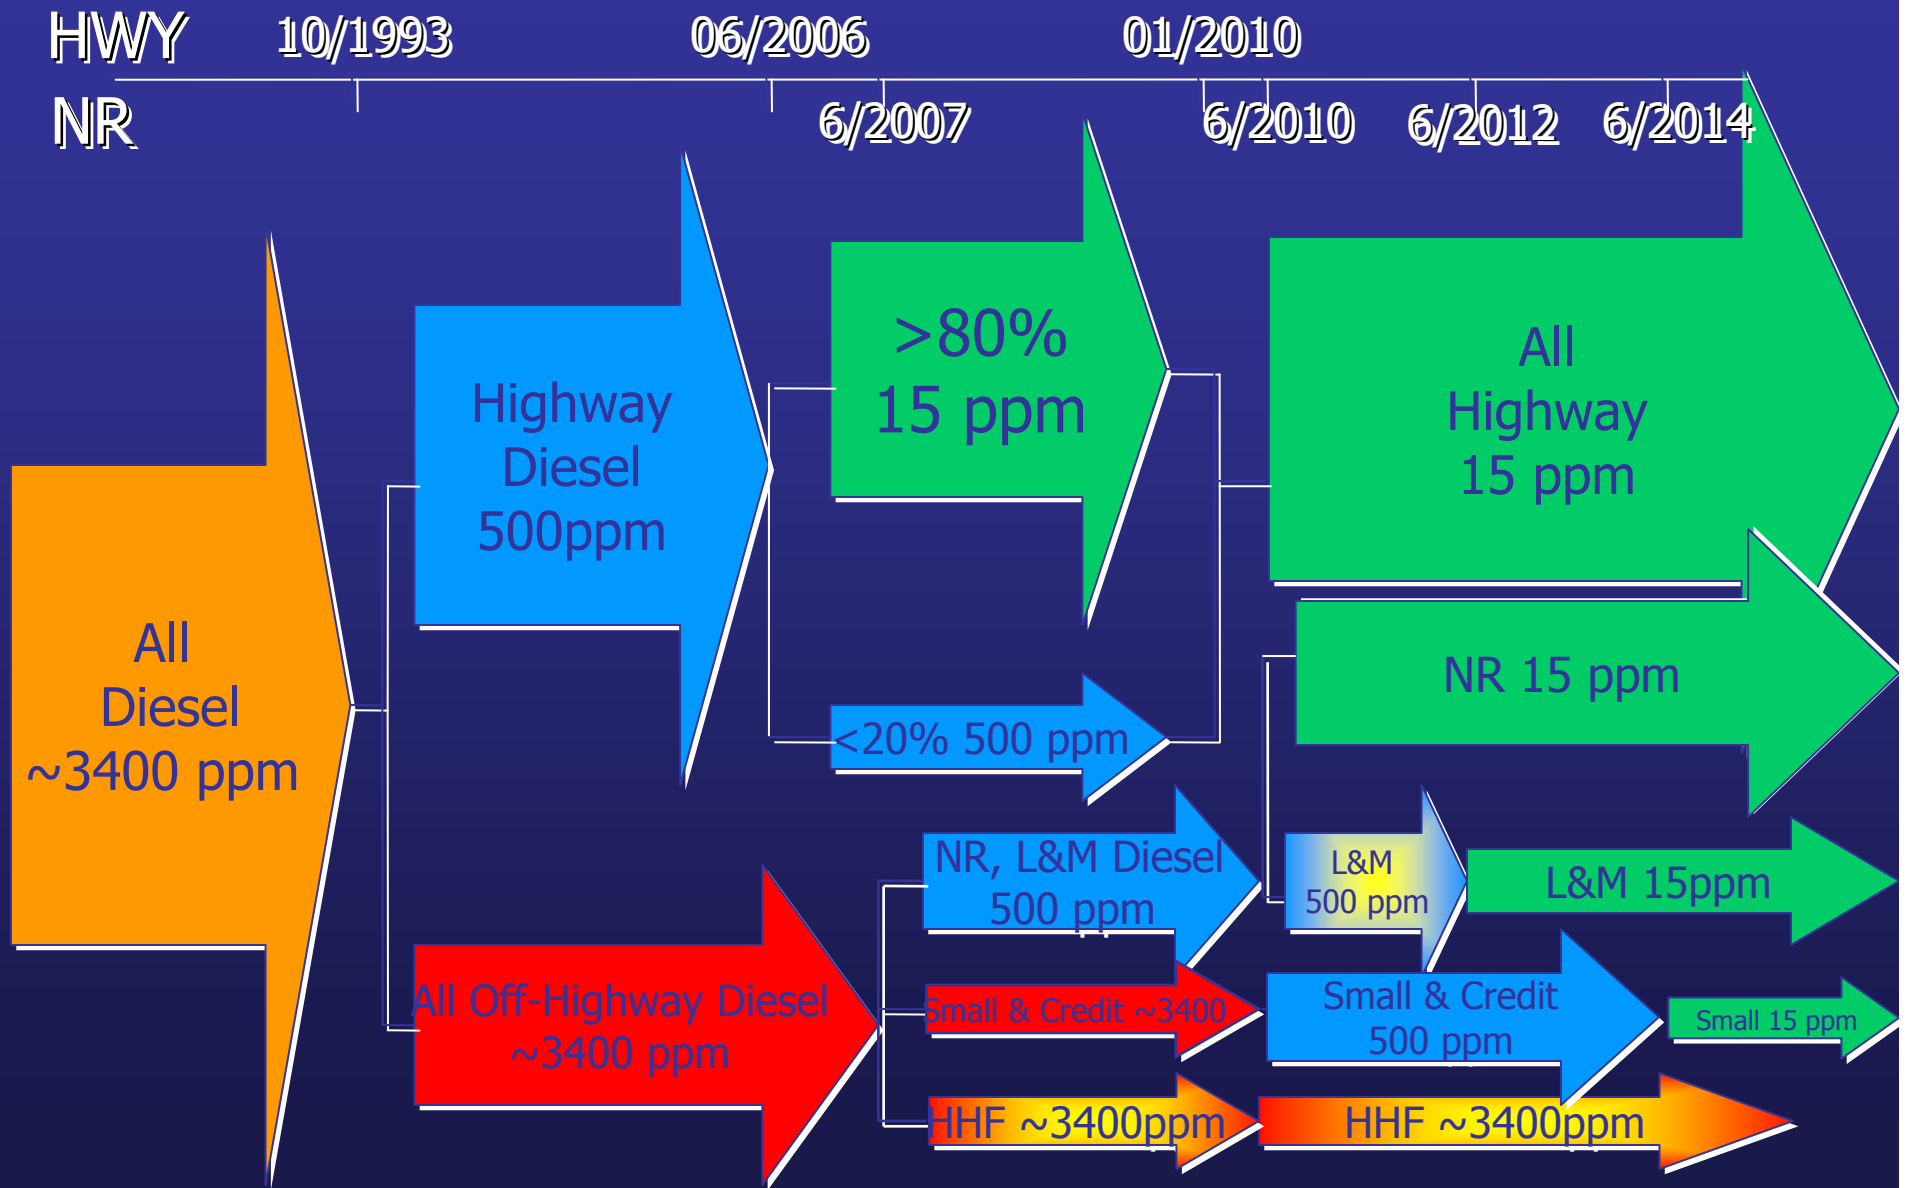 HWY 10/1993 06/2006 01/2010
NR 6/2007 6/2010 6/2012 6/2014
All
Diesel
~3400 ppm
Highway
Diesel
500ppm
>80%
15 ppm
<20% 500 ppm
All
Highway
15 ppm
NR 15 ppm
All Off-Highway Diesel
~3400 ppm
NR, L&M Diesel
500 ppm
L&M
500 ppm
L&M 15ppm
Small & Credit ~3400
Small & Credit
500 ppm
Small 15 ppm
HHF ~3400ppm
HHF ~3400ppm